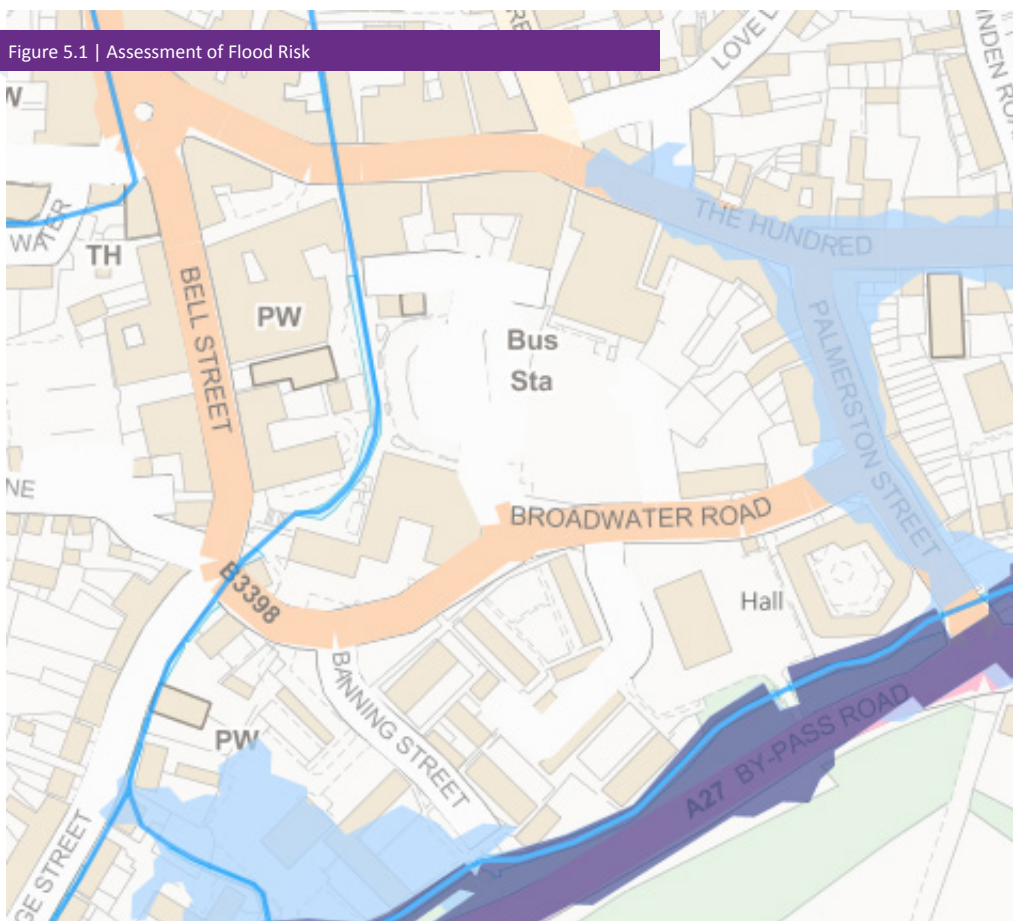 Figure 5.1 | Assessment of Flood Risk
LOVE
TH
BELL STREET
PW
Bus
Sta
THE HUNDRED
PALMERSTON STREET
BROADWATER ROAD
B3398
Hall
BANNING STREET
PW
A27 BY-PASS ROAD
STREET